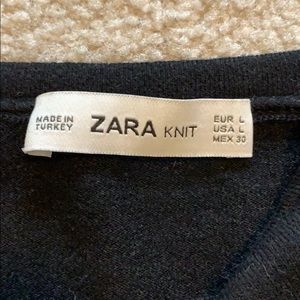 MADE IN
TURKEY
ZARA KNIT
EUR L
USA L
MEX 30